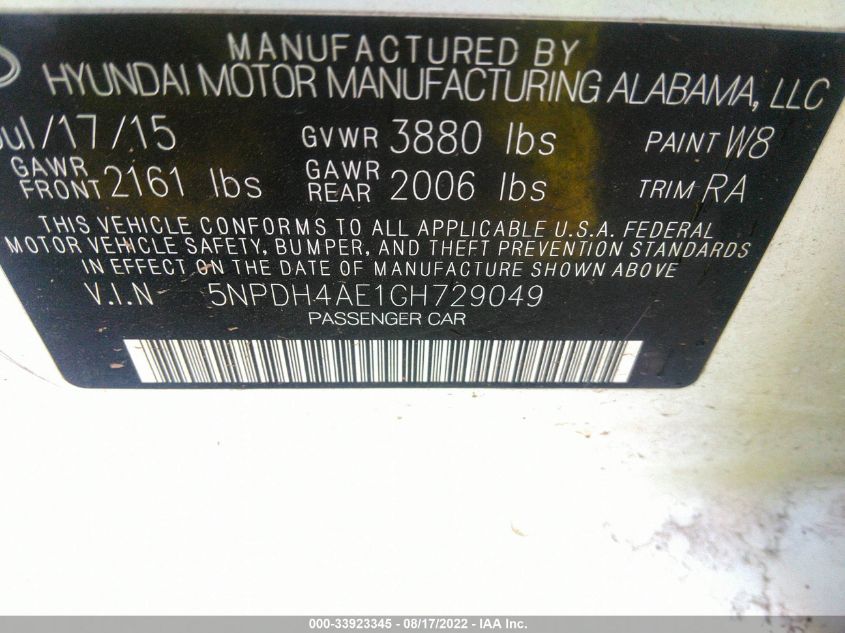 MANUFACTURED BY
HYUNDAI MOTOR MANUFACTURING ALABAMA, LLC
Jul/17/15 GVWR 3880 lbs PAINT W8
GAWR FRONT 2161 lbs GAWR REAR 2006 lbs TRIM RA
THIS VEHICLE CONFORMS TO ALL APPLICABLE U.S.A. FEDERAL
MOTOR VEHICLE SAFETY, BUMPER, AND THEFT PREVENTION STANDARDS
IN EFFECT ON THE DATE OF MANUFACTURE SHOWN ABOVE
V.I.N 5NPDH4AE1GH729049
PASSENGER CAR
000-33923345 - 08/17/2022 - IAA Inc.